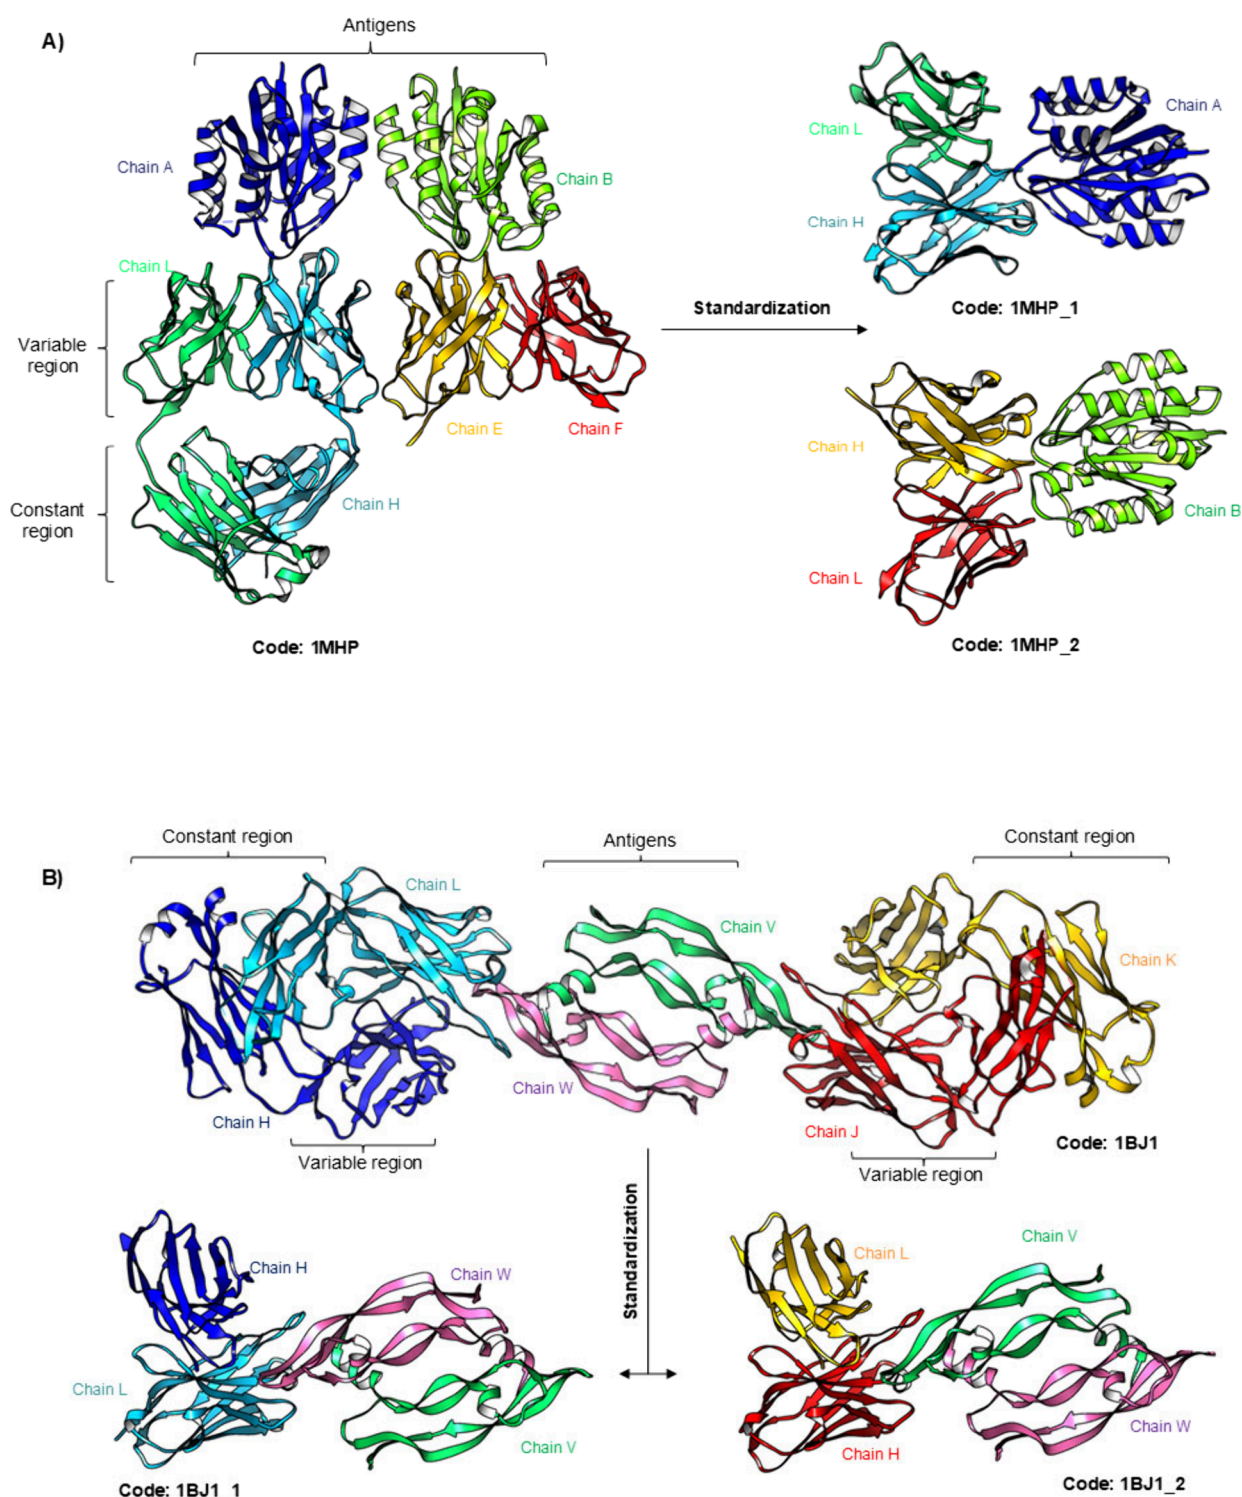 A)
Antigens
Chain A
Chain B
Chain L
Variable
region
Chain E
Chain F
Constant
region
Chain H
Code: 1MHP
Standardization
Chain L
Chain A
Chain H
Code: 1MHP_1
Chain H
Chain B
Chain L
Code: 1MHP_2
B)
Constant region
Antigens
Constant region
Chain L
Chain V
Chain K
Chain W
Chain H
Chain J
Variable region
Variable region
Code: 1BJ1
Standardization
Chain H
Chain W
Chain L
Chain V
Code: 1BJ1_1
Chain L
Chain V
Chain W
Chain H
Code: 1BJ1_2